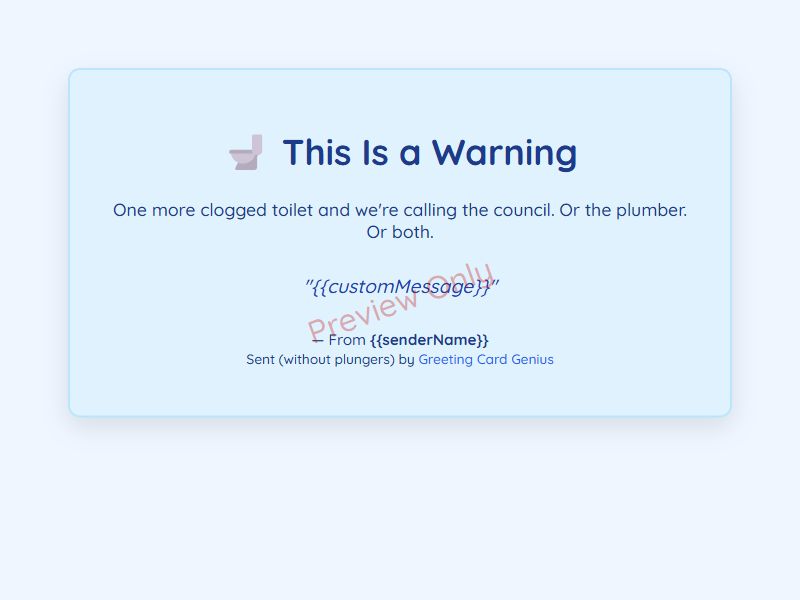 This Is a Warning
One more clogged toilet and we're calling the council. Or the plumber.
Or both.
"{{customMessage}}"
Preview Only
— From {{senderName}}
Sent (without plungers) by Greeting Card Genius